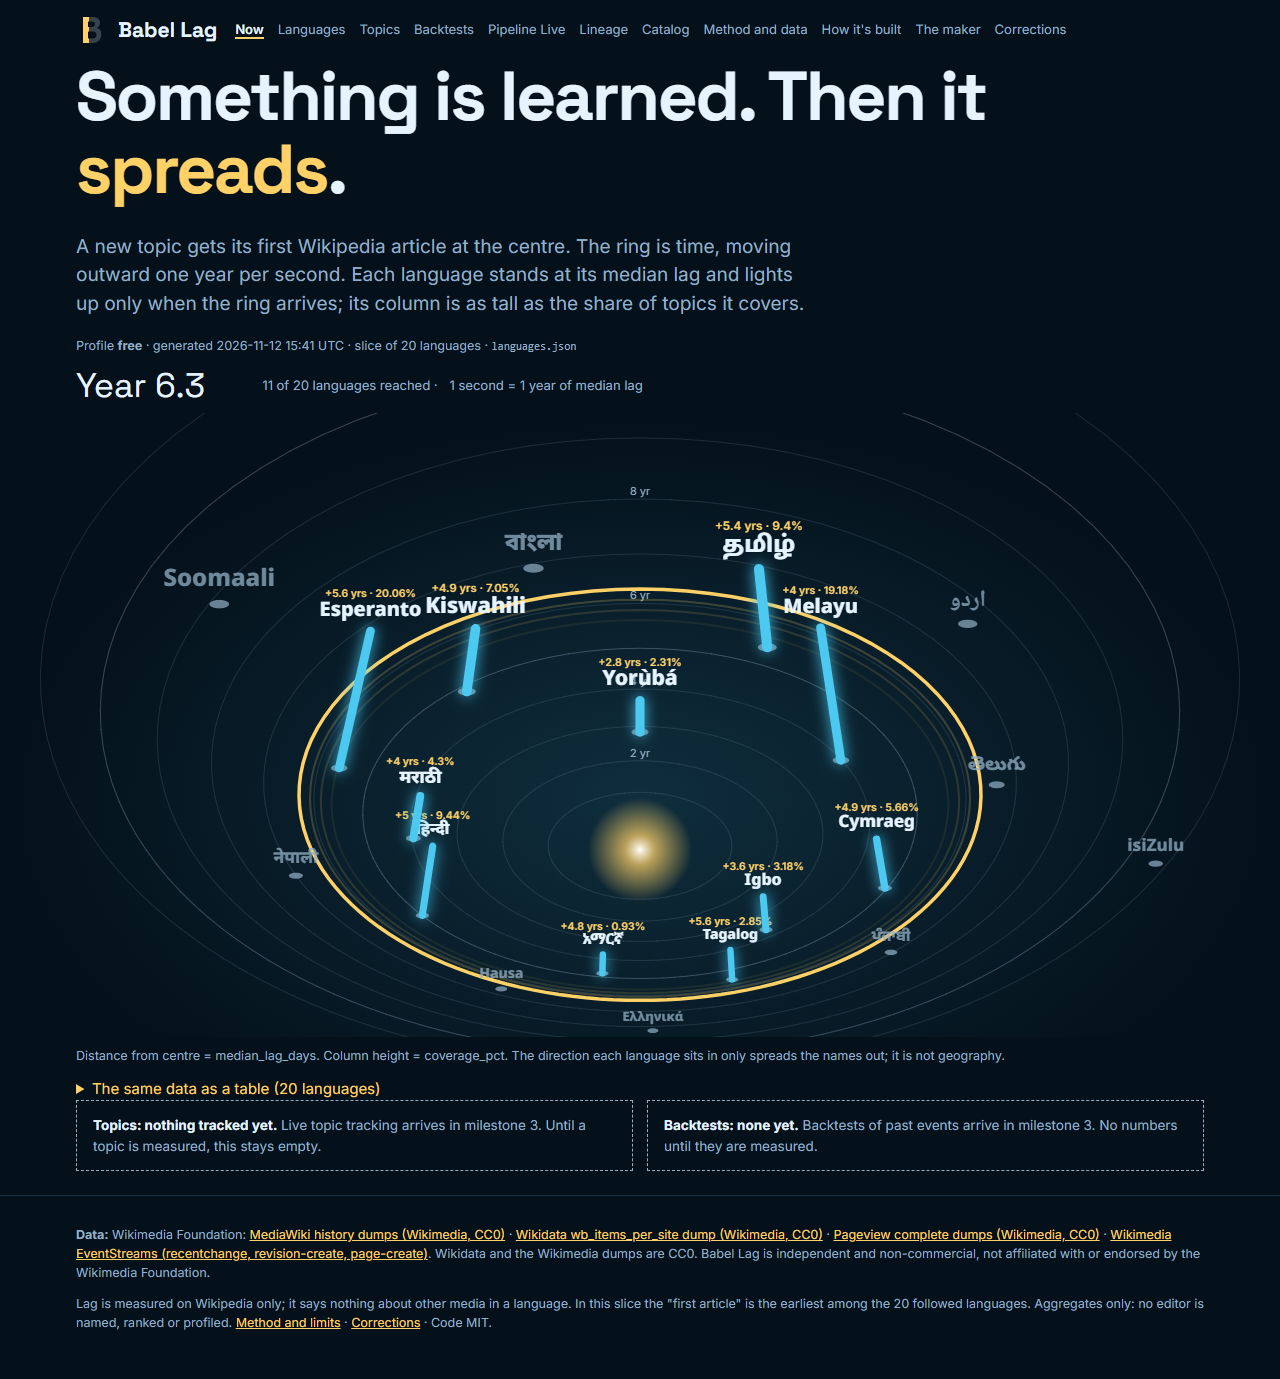 B Babel Lag Now Languages Topics Backtests Pipeline Live Lineage Catalog Method and data How it's built The maker Corrections
Something is learned. Then it
spreads.
A new topic gets its first Wikipedia article at the centre. The ring is time, moving
outward one year per second. Each language stands at its median lag and lights
up only when the ring arrives; its column is as tall as the share of topics it covers.
Profile free · generated 2026-11-12 15:41 UTC · slice of 20 languages · languages.json
Year 6.3 11 of 20 languages reached · 1 second = 1 year of median lag
8 yr
+5.4 yrs · 9.4%
தமிழ்
বাংলা
Soomaali
+5.6 yrs · 20.06%
Esperanto
+4.9 yrs · 7.05%
Kiswahili
6 yr
+4 yrs · 19.18%
Melayu
اردو
+2.8 yrs · 2.31%
Yorùbá
2 yr
+4 yrs · 4.3%
मराठी
తెలుగు
+5 yrs · 9.44%
हिन्दी
+4.9 yrs · 5.66%
Cymraeg
isiZulu
नेपाली
+3.6 yrs · 3.18%
Igbo
+4.8 yrs · 0.93%
አማርኛ
+5.6 yrs · 2.85%
Tagalog
ਪੰਜਾਬੀ
Hausa
Ελληνικά
Distance from centre = median_lag_days. Column height = coverage_pct. The direction each language sits in only spreads the names out; it is not geography.
The same data as a table (20 languages)
Topics: nothing tracked yet. Live topic tracking arrives in milestone 3. Until a
topic is measured, this stays empty.
Backtests: none yet. Backtests of past events arrive in milestone 3. No numbers
until they are measured.
Data: Wikimedia Foundation: MediaWiki history dumps (Wikimedia, CC0) · Wikidata wb_items_per_site dump (Wikimedia, CC0) · Pageview complete dumps (Wikimedia, CC0) · Wikimedia
EventStreams (recentchange, revision-create, page-create). Wikidata and the Wikimedia dumps are CC0. Babel Lag is independent and non-commercial, not affiliated with or endorsed by the
Wikimedia Foundation.
Lag is measured on Wikipedia only; it says nothing about other media in a language. In this slice the "first article" is the earliest among the 20 followed languages. Aggregates only: no editor is
named, ranked or profiled. Method and limits · Corrections · Code MIT.